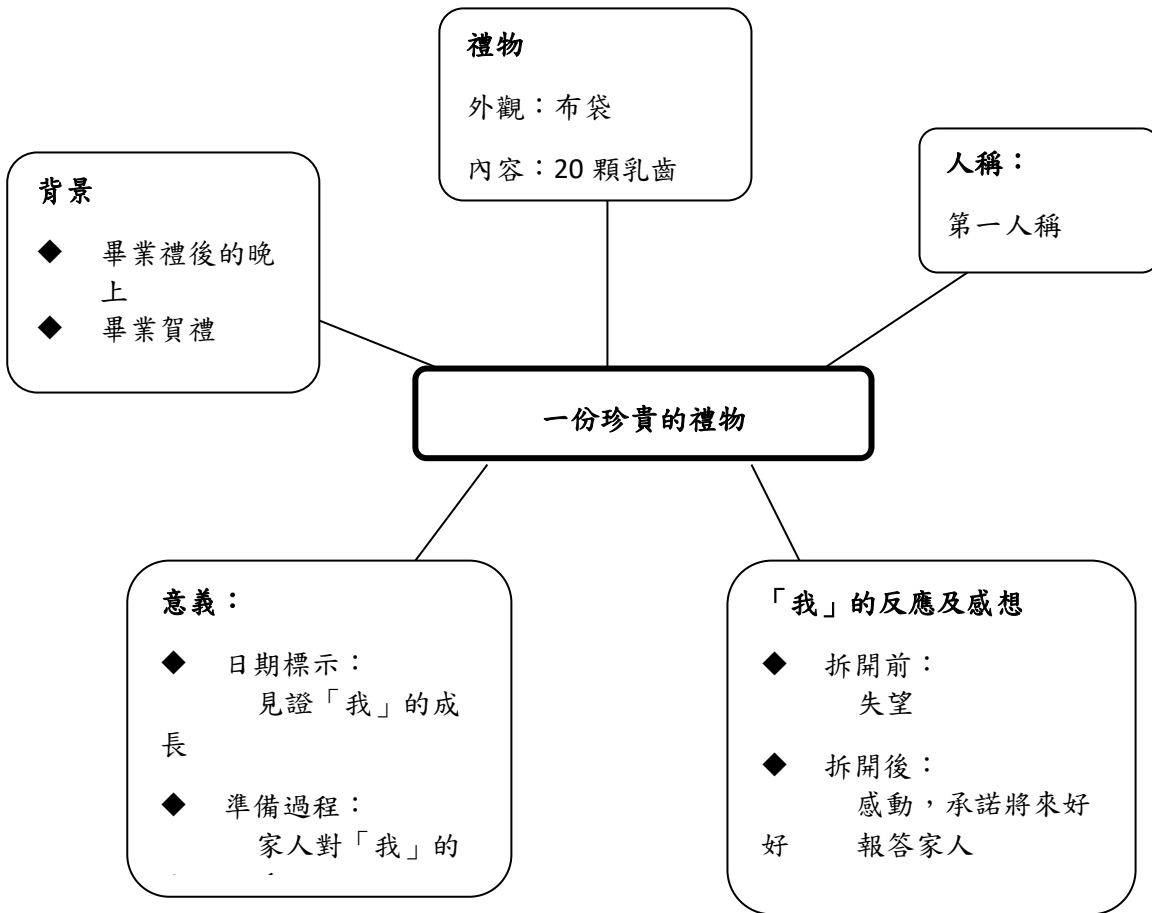 禮物
外觀：布袋
內容：20 顆乳齒
人稱：
第一人稱
背景
◆ 畢業禮後的晚
上
◆ 畢業賀禮
一份珍貴的禮物
意義：
◆ 日期標示：
見證「我」的成
長
◆ 準備過程：
家人對「我」的
「我」的反應及感想
◆ 拆開前：
失望
◆ 拆開後：
感動，承諾將來好
好 報答家人